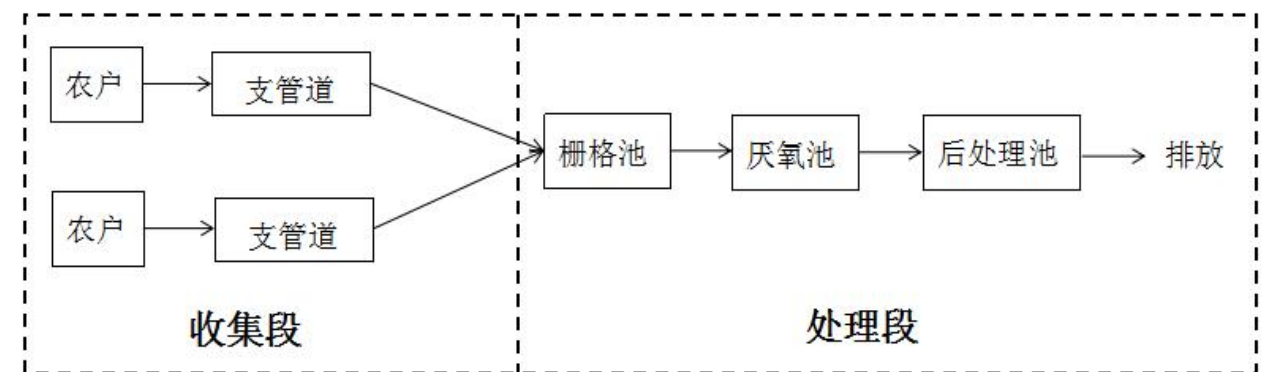 农户
支管道
农户
支管道
栅格池
厌氧池
后处理池
排放
收集段
处理段